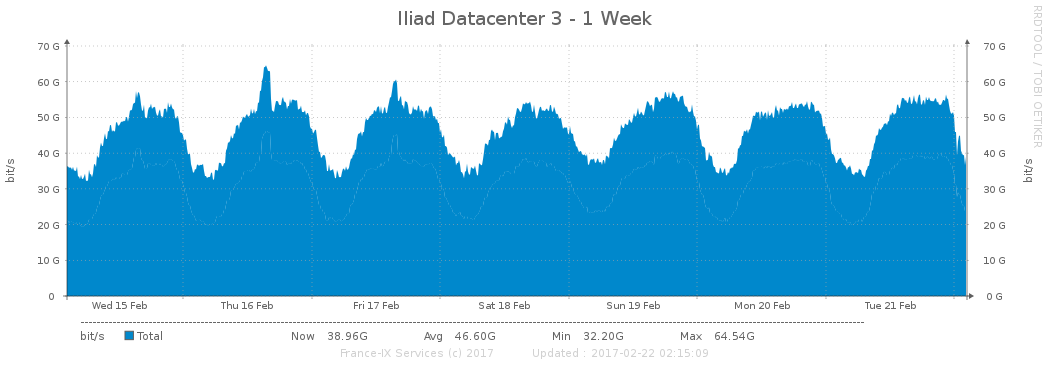 Iliad Datacenter 3 - 1 Week
RRDTOOL / TOBI OETIKER
70 G 70 G
60 G 60 G
50 G 50 G
40 G 40 G
30 G 30 G
20 G 20 G
10 G 10 G
0 0 G
bit/s
bit/s
Wed 15 Feb Thu 16 Feb Fri 17 Feb Sat 18 Feb Sun 19 Feb Mon 20 Feb Tue 21 Feb
bit/s Total Now 38.96G Avg 46.60G Min 32.20G Max 64.54G
France-IX Services (c) 2017 Updated : 2017-02-22 02:15:09